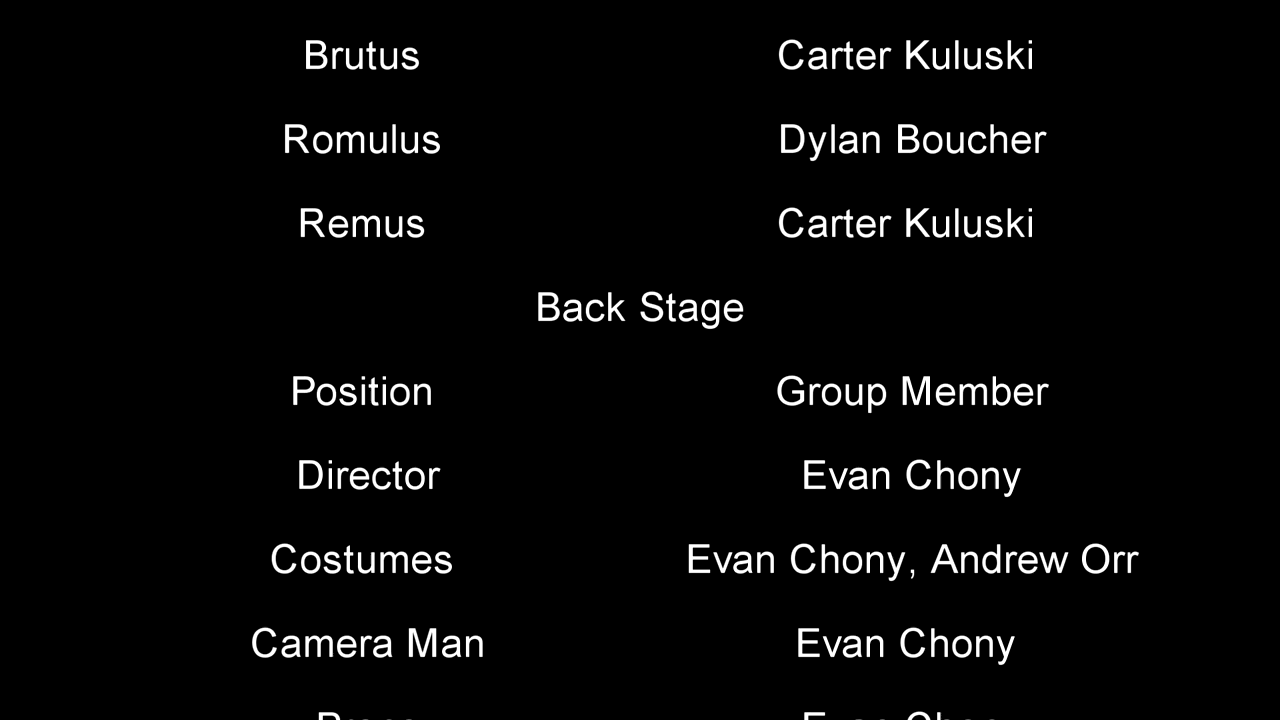 Brutus Carter Kuluski
Romulus Dylan Boucher
Remus Carter Kuluski
Back Stage
Position Group Member
Director Evan Chony
Costumes Evan Chony, Andrew Orr
Camera Man Evan Chony